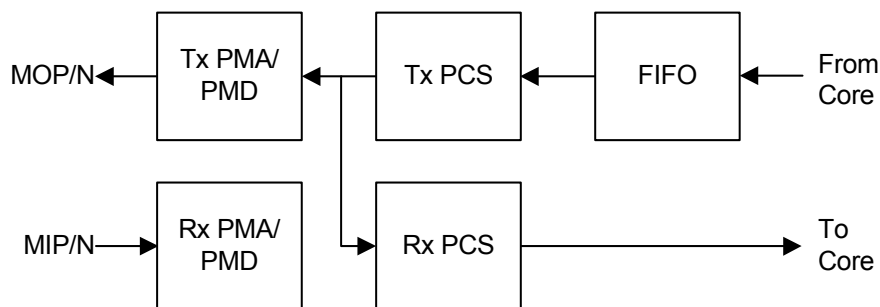 MOP/N
Tx PMA/
PMD
Tx PCS
FIFO
From
Core
MIP/N
Rx PMA/
PMD
Rx PCS
To
Core